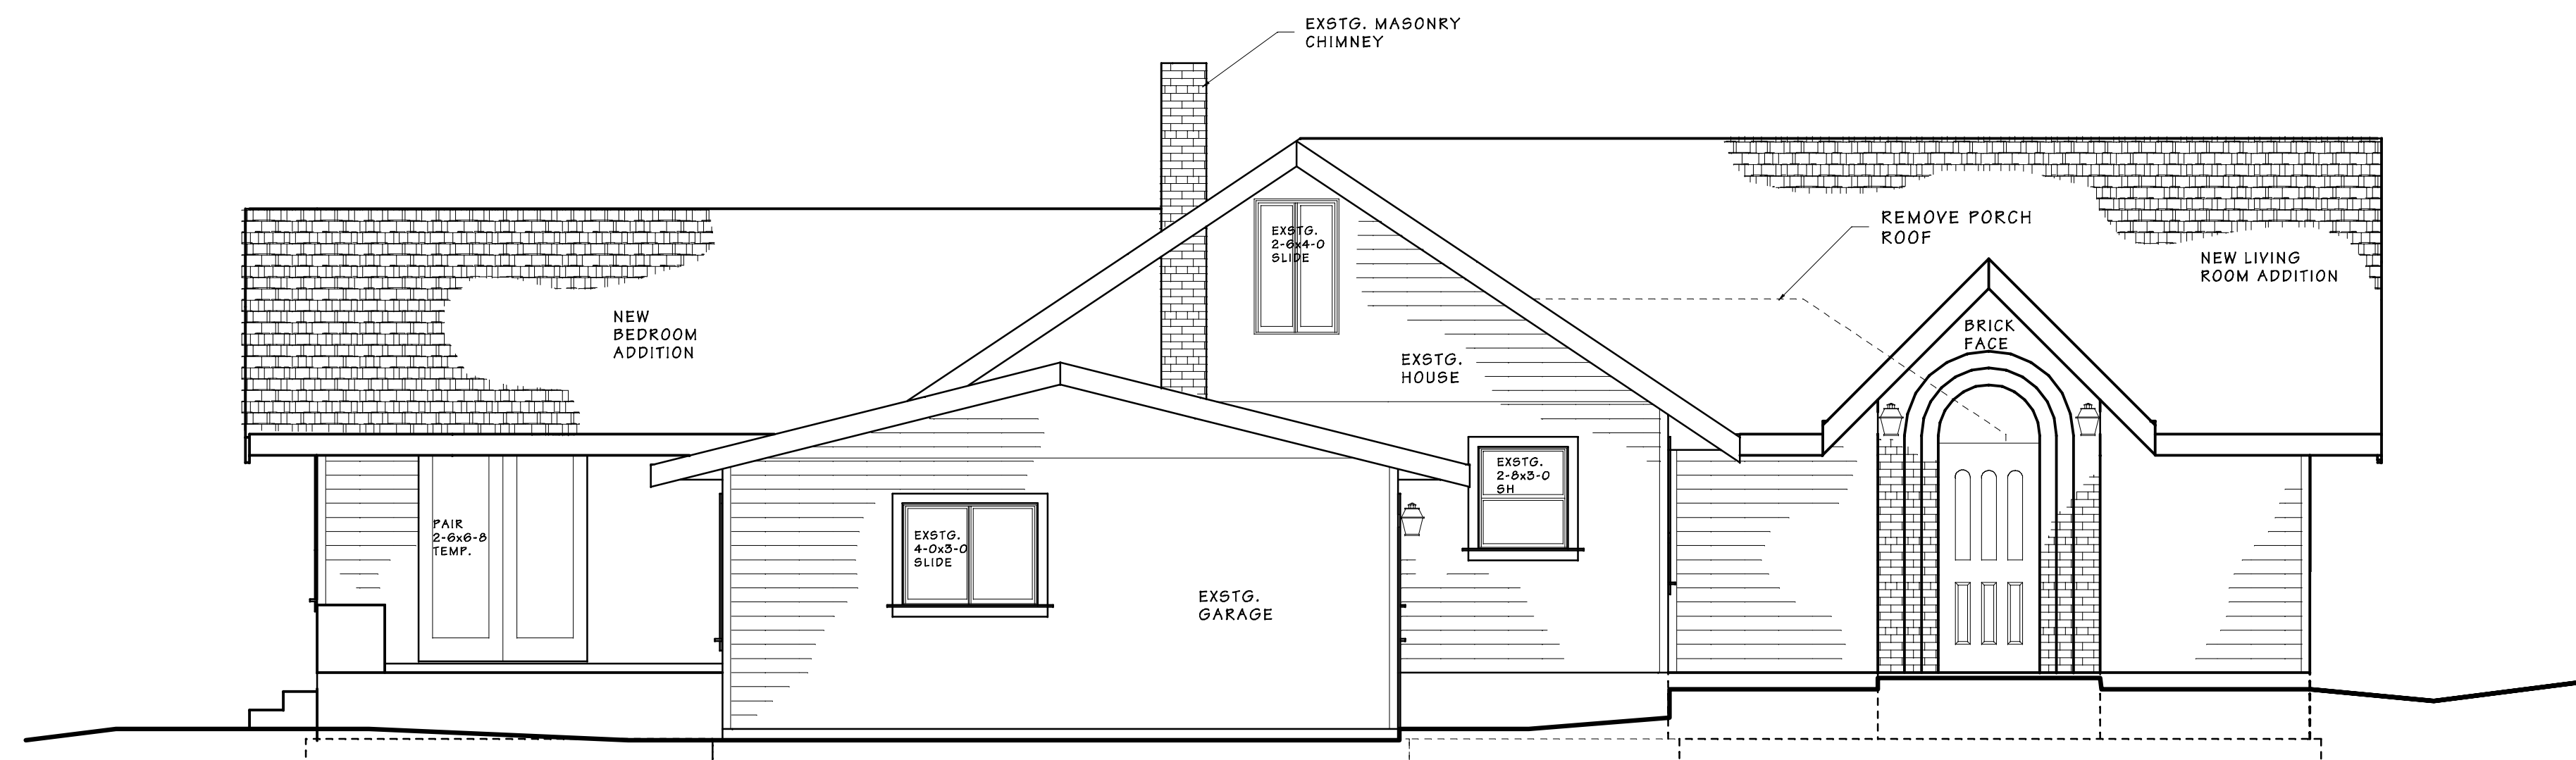 EXSTG. MASONRY
CHIMNEY
REMOVE PORCH
ROOF
EXSTG.
2-6x4-0
SLIDE
NEW LIVING
ROOM ADDITION
NEW
BEDROOM
ADDITION
BRICK
FACE
EXSTG.
HOUSE
EXSTG.
2-8x3-0
SH
PAIR
2-6x6-8
TEMP.
EXSTG.
4-0x3-0
SLIDE
EXSTG.
GARAGE